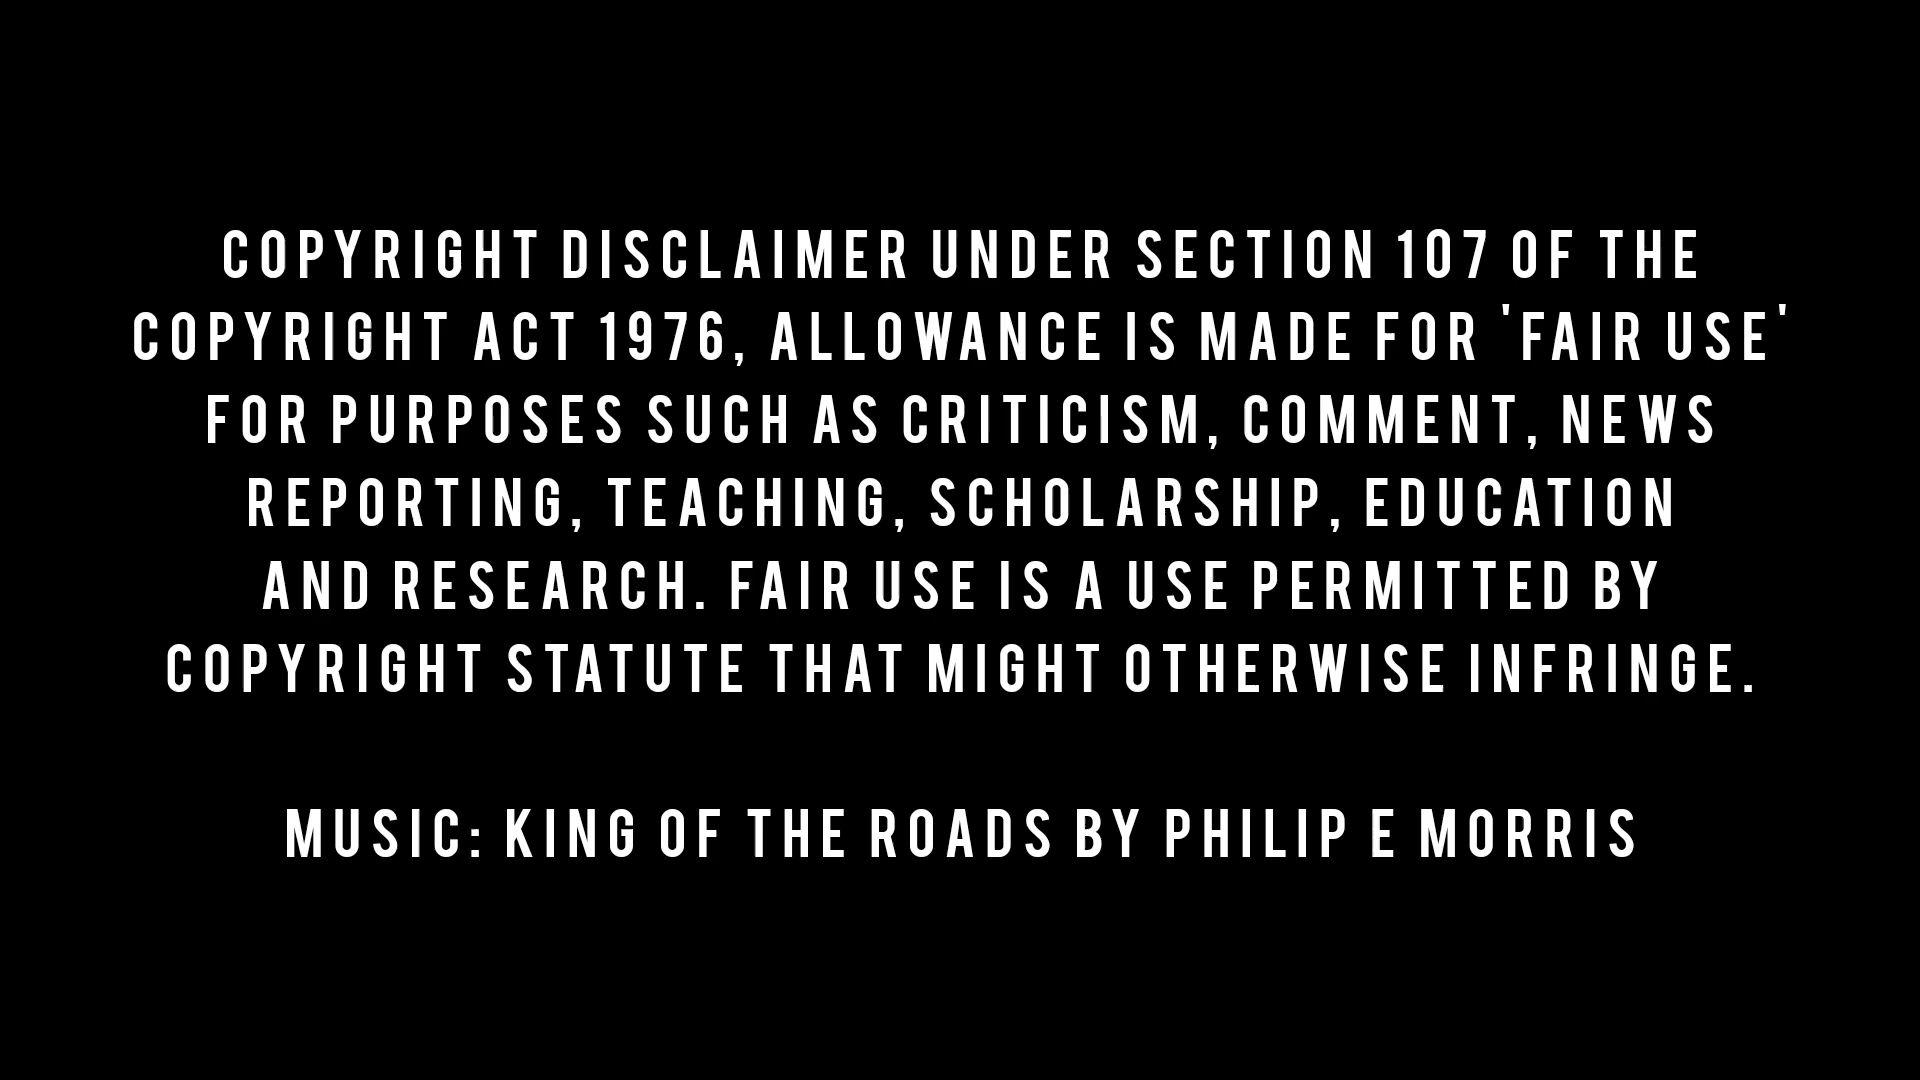 COPYRIGHT DISCLAIMER UNDER SECTION 107 OF THE
COPYRIGHT ACT 1976, ALLOWANCE IS MADE FOR 'FAIR USE'
FOR PURPOSES SUCH AS CRITICISM, COMMENT, NEWS
REPORTING, TEACHING, SCHOLARSHIP, EDUCATION
AND RESEARCH. FAIR USE IS A USE PERMITTED BY
COPYRIGHT STATUTE THAT MIGHT OTHERWISE INFRINGE.
MUSIC: KING OF THE ROADS BY PHILIP E MORRIS